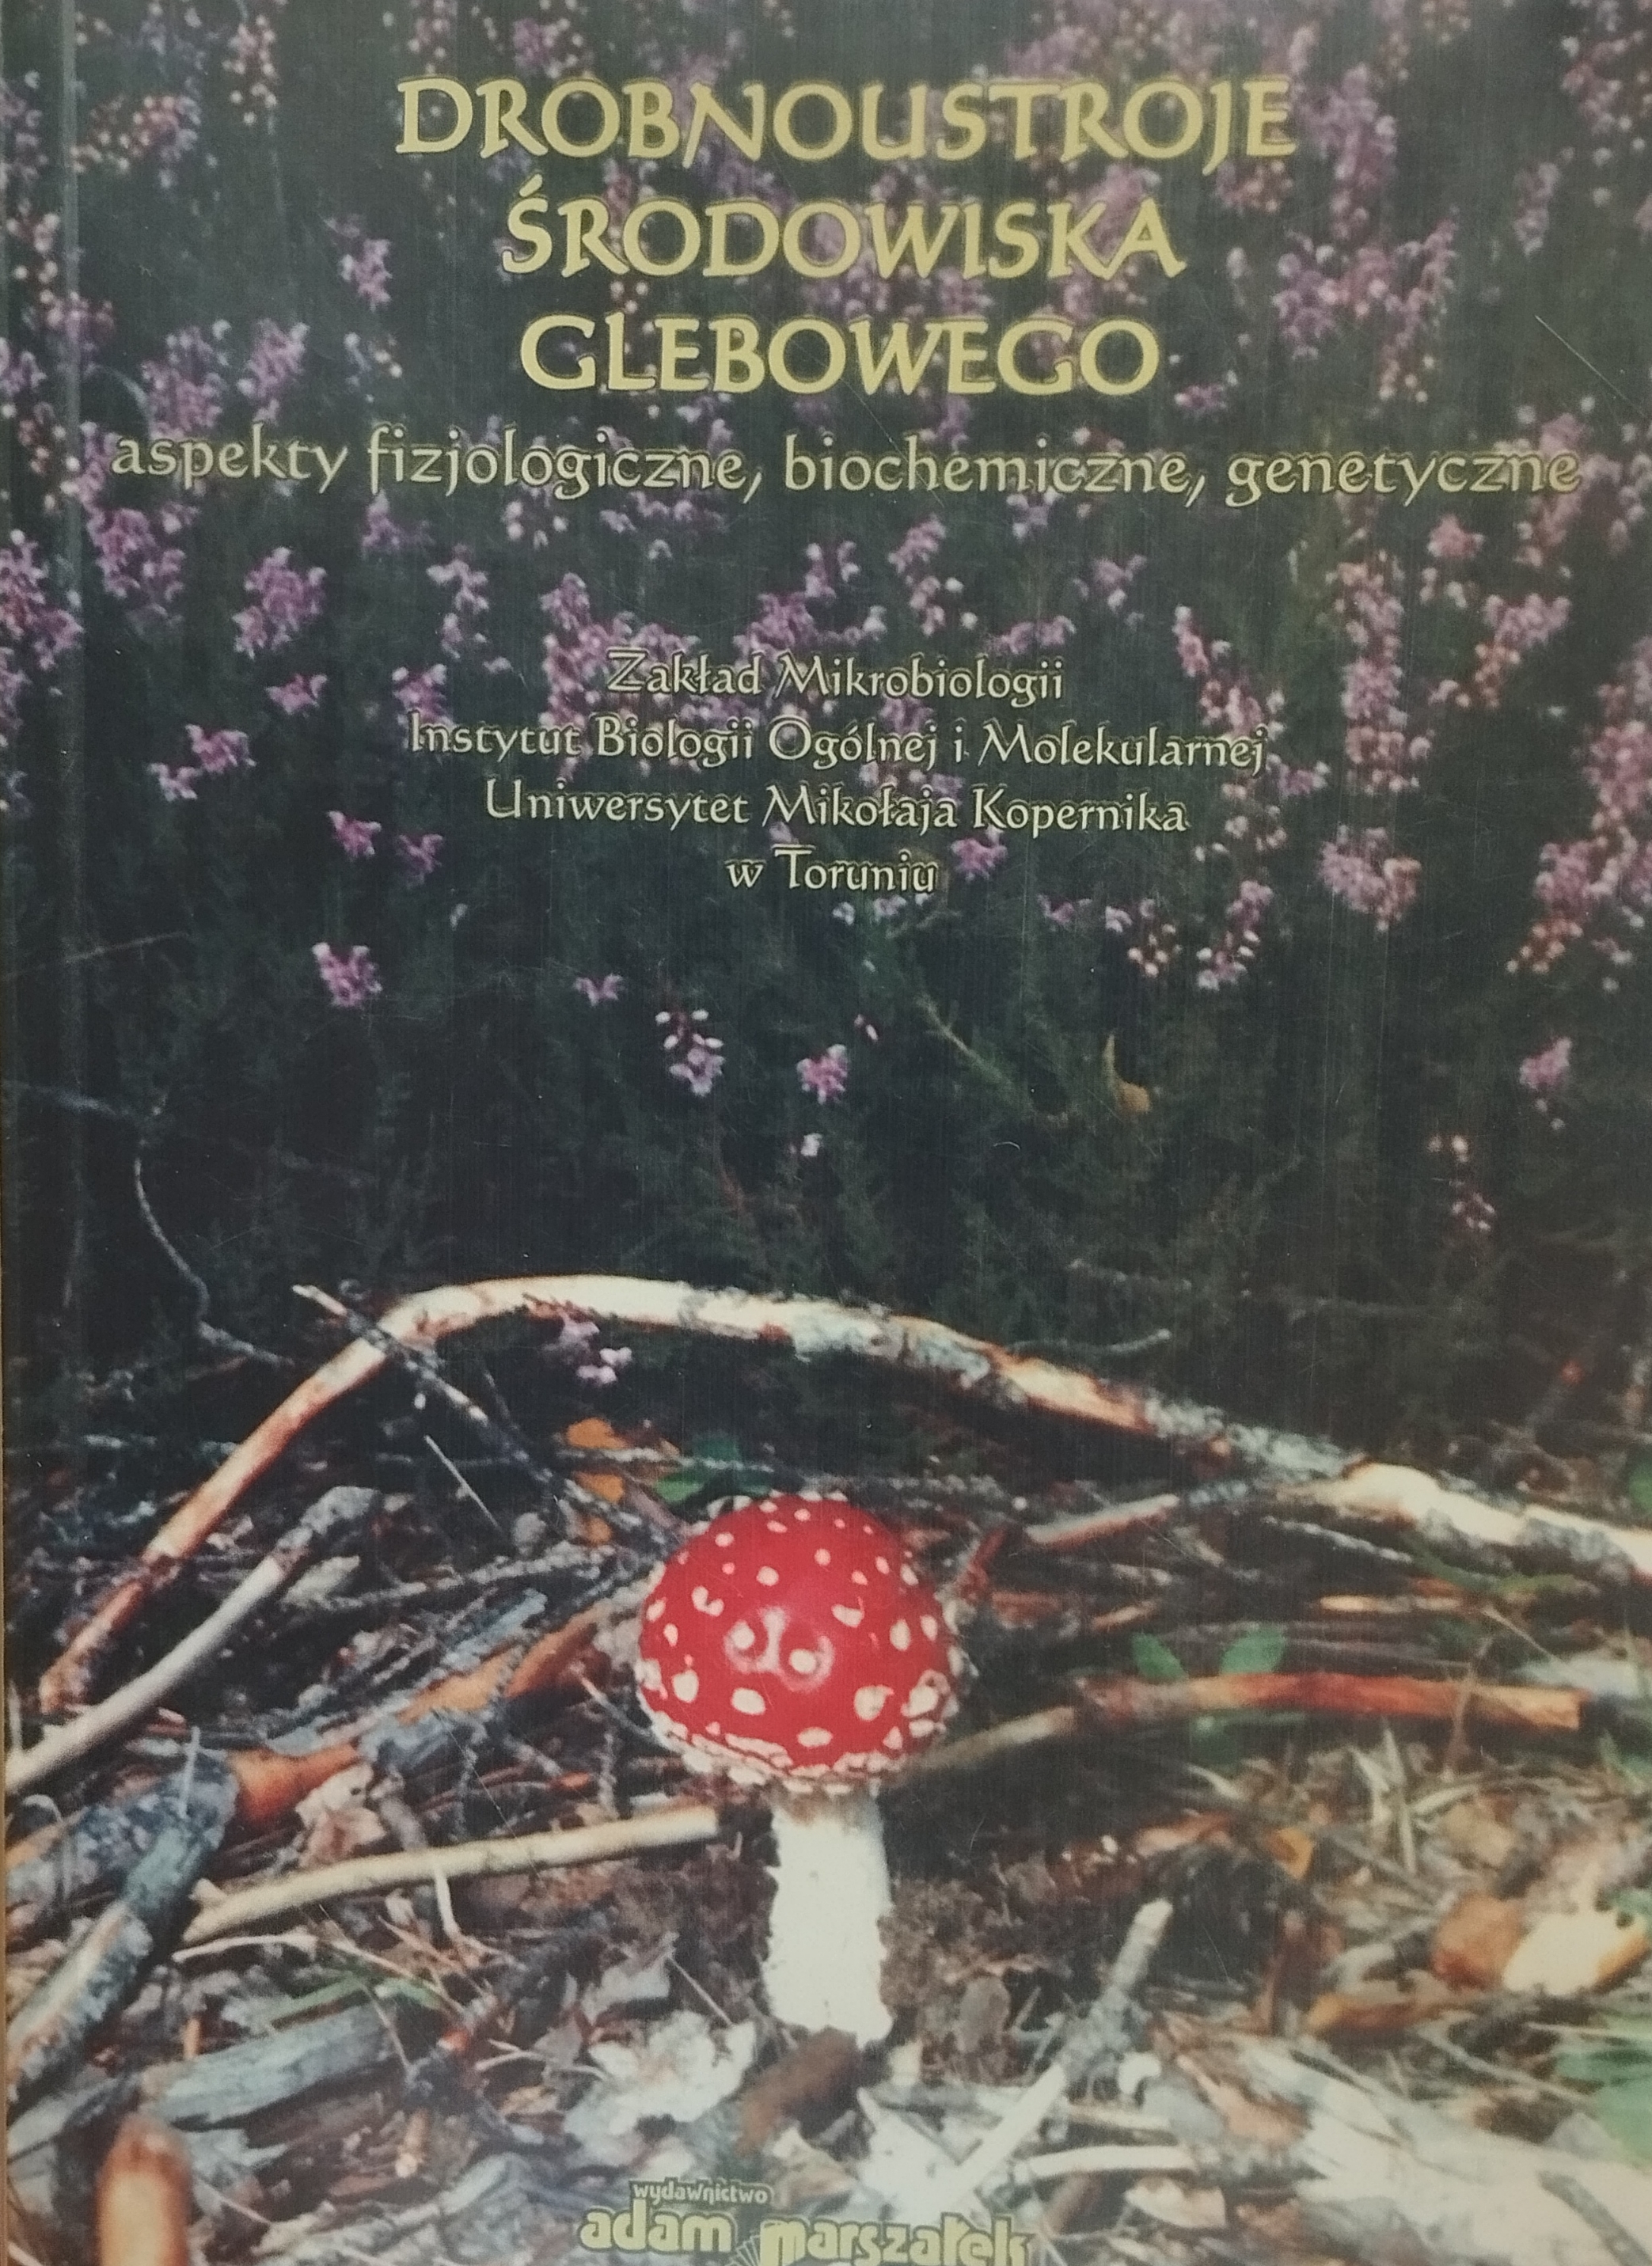 DROBNOUSTROJE
ŚRODOWISKA
GLEBOWEGO
aspekty fizjologiczne, biochemiczne, genetyczne
Zakład Mikrobiologii
Instytut Biologii Ogólnej i Molekularnej
Uniwersytet Mikołaja Kopernika
w Toruniu
wydawnictwo
adam marszałek